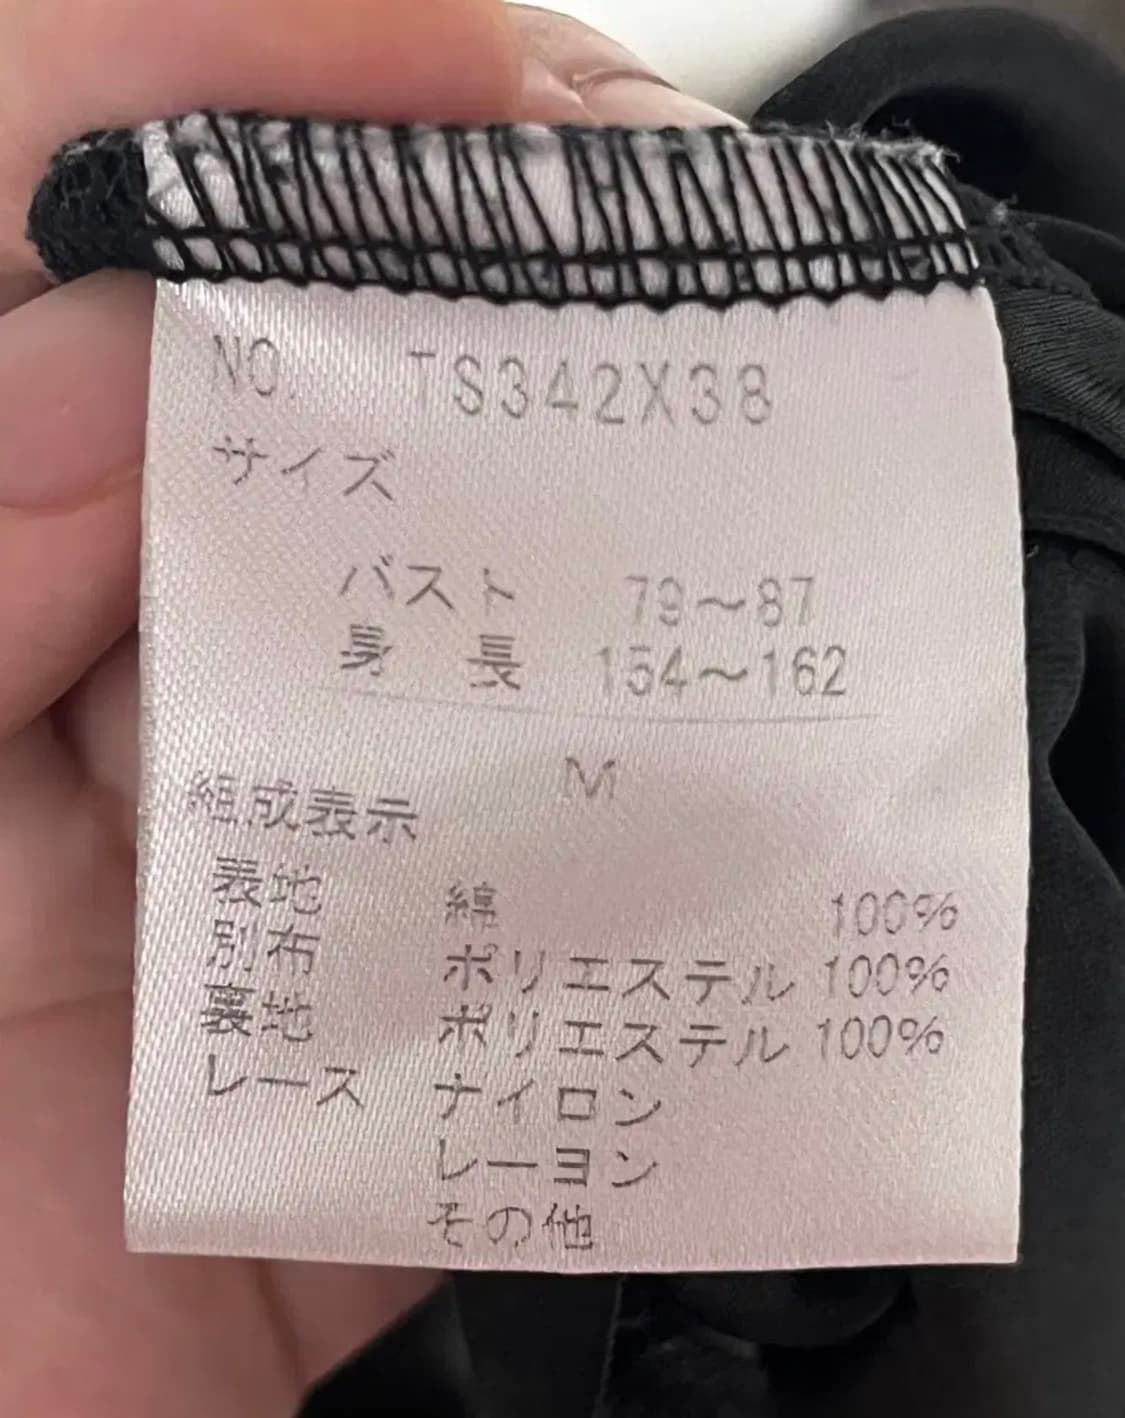 NO. TS342X38
サイズ
バスト 79～87
身長 154～162
M
組成表示
表地 綿 100%
別布 ポリエステル 100%
裏地 ポリエステル 100%
レース ナイロン
レーヨン
その他